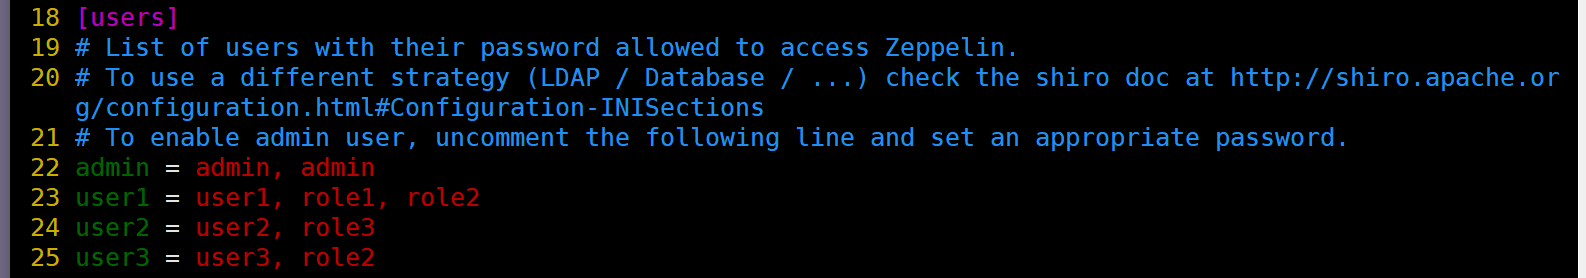 18 [users]
19 # List of users with their password allowed to access Zeppelin.
20 # To use a different strategy (LDAP / Database / ...) check the shiro doc at http://shiro.apache.or
g/configuration.html#Configuration-INISections
21 # To enable admin user, uncomment the following line and set an appropriate password.
22 admin = admin, admin
23 user1 = user1, role1, role2
24 user2 = user2, role3
25 user3 = user3, role2